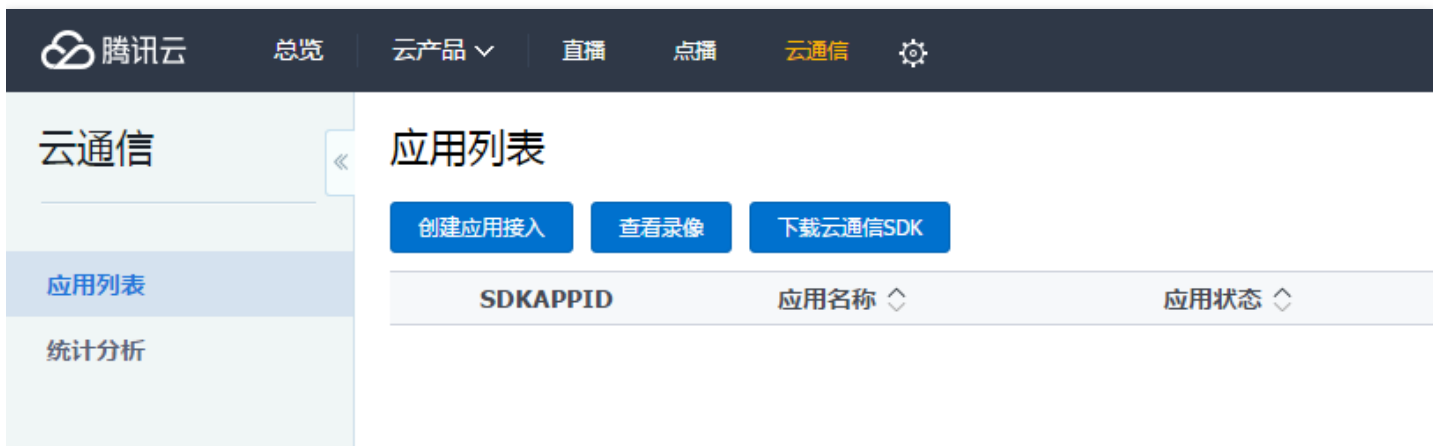 腾讯云 总览 云产品 直播 点播 云通信
云通信
应用列表
创建应用接入 查看录像 下载云通信SDK
应用列表
统计分析
SDKAPPID 应用名称 应用状态